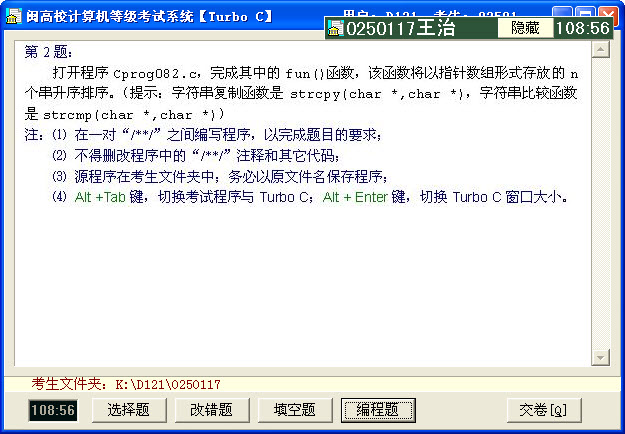 闽高校计算机等级考试系统【Turbo C】
0250117王治 隐藏 108:56
第 2 题:
打开程序 Cprog082.c，完成其中的 fun()函数，该函数将以指针数组形式存放的 n
个串升序排序。(提示: 字符串复制函数是 strcpy(char *,char *)，字符串比较函数
是 strcmp(char *,char *))
注: ⑴ 在一对“/**/”之间编写程序，以完成题目的要求；
⑵ 不得删改程序中的“/**/”注释和其它代码；
⑶ 源程序在考生文件夹中；务必以原文件名保存程序；
⑷ Alt +Tab 键，切换考试程序与 Turbo C；Alt + Enter 键，切换 Turbo C 窗口大小。
考生文件夹: K:\D121\0250117
108:56 选择题 改错题 填空题 编程题 交卷[Q]